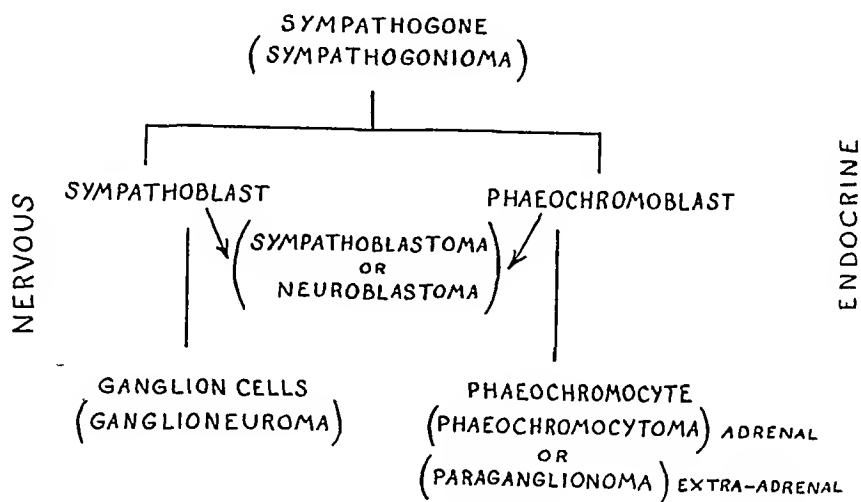 SYMPATHOGONE
(SYMPATHOGONIOMA)
NERVOUS
ENDOCRINE
SYMPATHOBLAST
PHAEOCHROMOBLAST
(SYMPATHOBLASTOMA
OR
NEUROBLASTOMA)
GANGLION CELLS
(GANGLIONEUROMA)
PHAEOCHROMOCYTE
(PHAEOCHROMOCYTOMA) ADRENAL
OR
(PARAGANGLIONOMA) EXTRA-ADRENAL